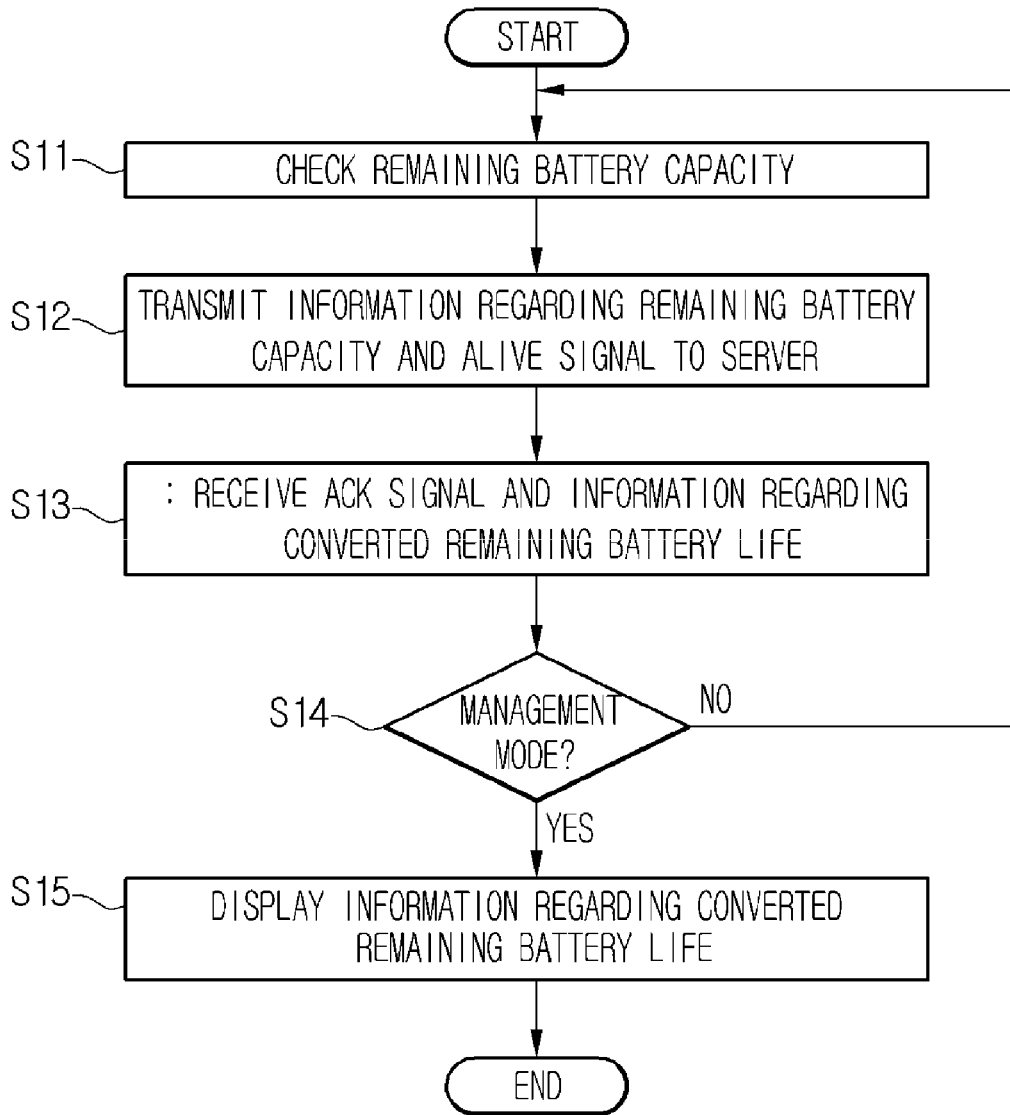 START
S11
CHECK REMAINING BATTERY CAPACITY
S12
TRANSMIT INFORMATION REGARDING REMAINING BATTERY
CAPACITY AND ALIVE SIGNAL TO SERVER
S13
: RECEIVE ACK SIGNAL AND INFORMATION REGARDING
CONVERTED REMAINING BATTERY LIFE
S14
MANAGEMENT
MODE?
NO
YES
S15
DISPLAY INFORMATION REGARDING CONVERTED
REMAINING BATTERY LIFE
END